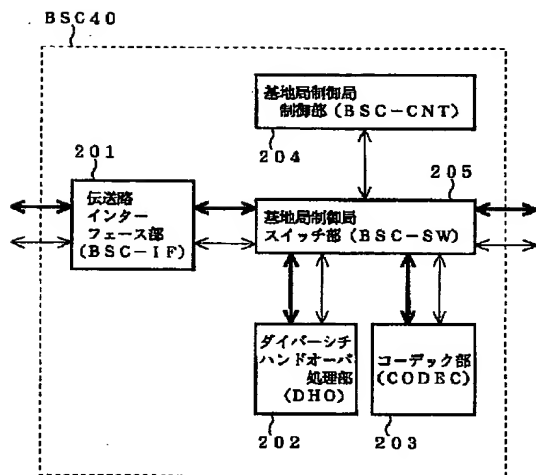 BSC40
基地局制御局
制御部(BSC-CNT)
204
201
伝送路
インター
フェース部
(BSC-IF)
205
基地局制御局
スイッチ部(BSC-SW)
ダイバーシチ
ハンドオーバ
処理部
(DHO)
202
コーデック部
(CODEC)
203